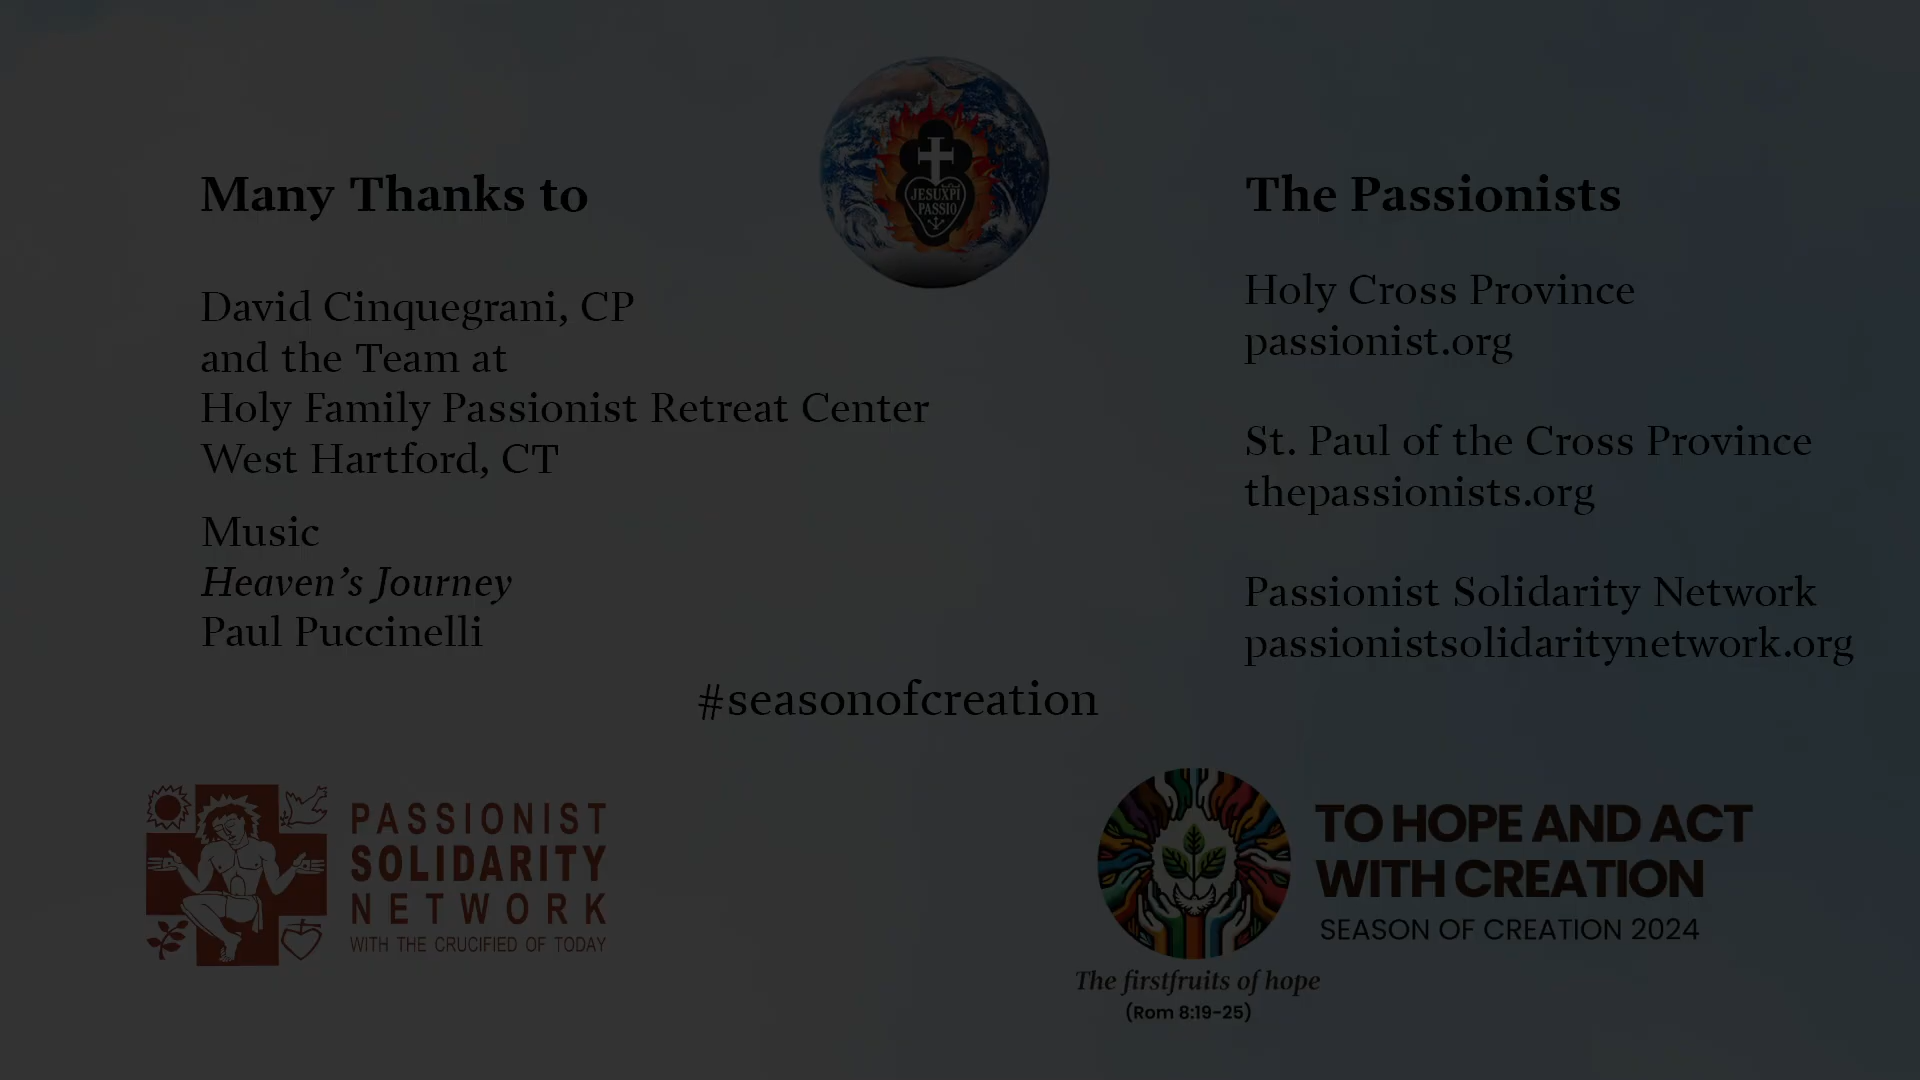 Many Thanks to
David Cinquegrani, CP
and the Team at
Holy Family Passionist Retreat Center
West Hartford, CT
Music
Heaven’s Journey
Paul Puccinelli
JESUXPI
PASSIO
The Passionists
Holy Cross Province
passionist.org
St. Paul of the Cross Province
thepassionists.org
Passionist Solidarity Network
passionistsolidaritynetwork.org
#seasonofcreation
PASSIONIST
SOLIDARITY
NETWORK
WITH THE CRUCIFIED OF TODAY
TO HOPE AND ACT
WITH CREATION
SEASON OF CREATION 2024
The firstfruits of hope
(Rom 8:19-25)